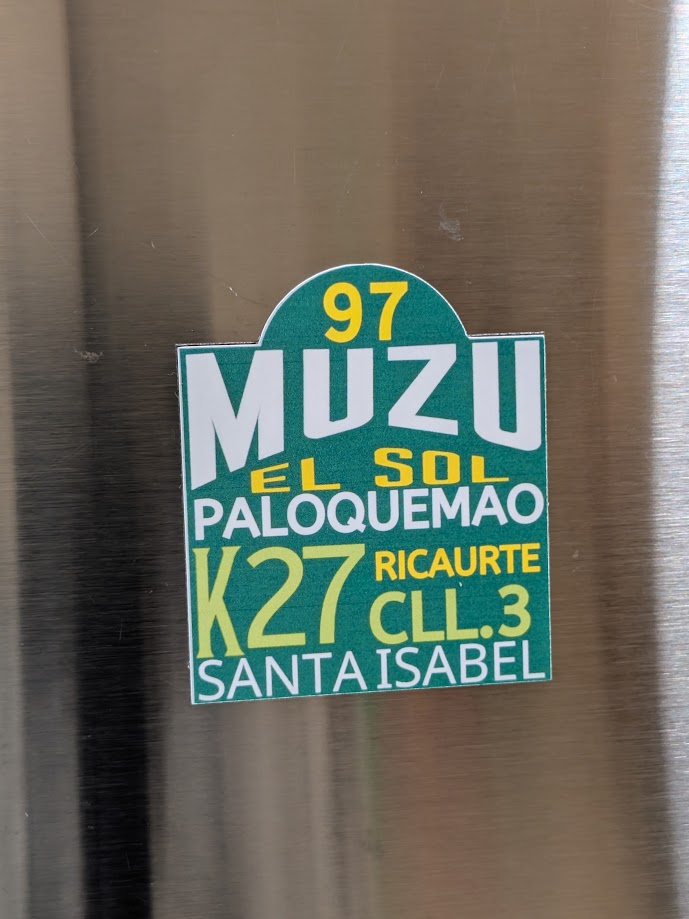 97
MUZU
EL SOL
PALOQUEMAO
K27 RICAURTE
CLL.3
SANTA ISABEL